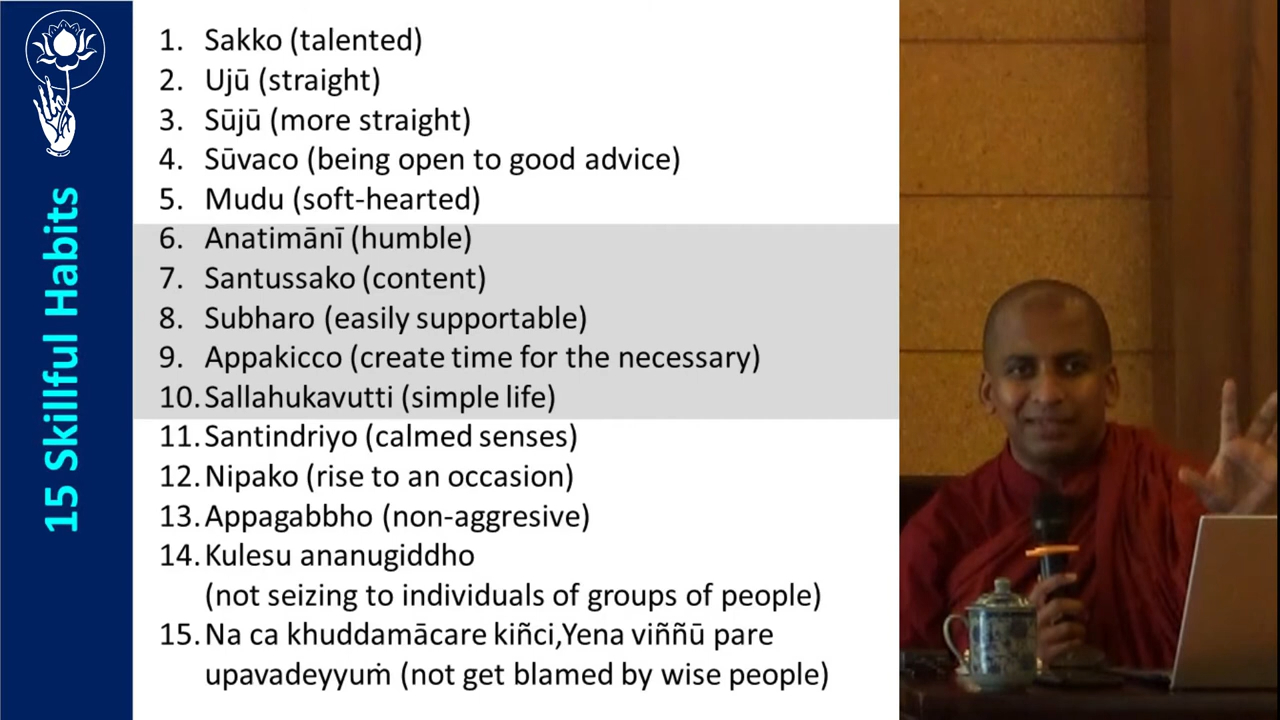 15 Skillful Habits
1. Sakko (talented)
2. Ujū (straight)
3. Sūjū (more straight)
4. Sūvaco (being open to good advice)
5. Mudu (soft-hearted)
6. Anatimānī (humble)
7. Santussako (content)
8. Subharo (easily supportable)
9. Appakicco (create time for the necessary)
10. Sallahukavutti (simple life)
11. Santindriyo (calmed senses)
12. Nipako (rise to an occasion)
13. Appagabbho (non-aggresive)
14. Kulesu ananugiddho
(not seizing to individuals of groups of people)
15. Na ca khuddamācare kiñci,Yena viññū pare
upavadeyyuṁ (not get blamed by wise people)